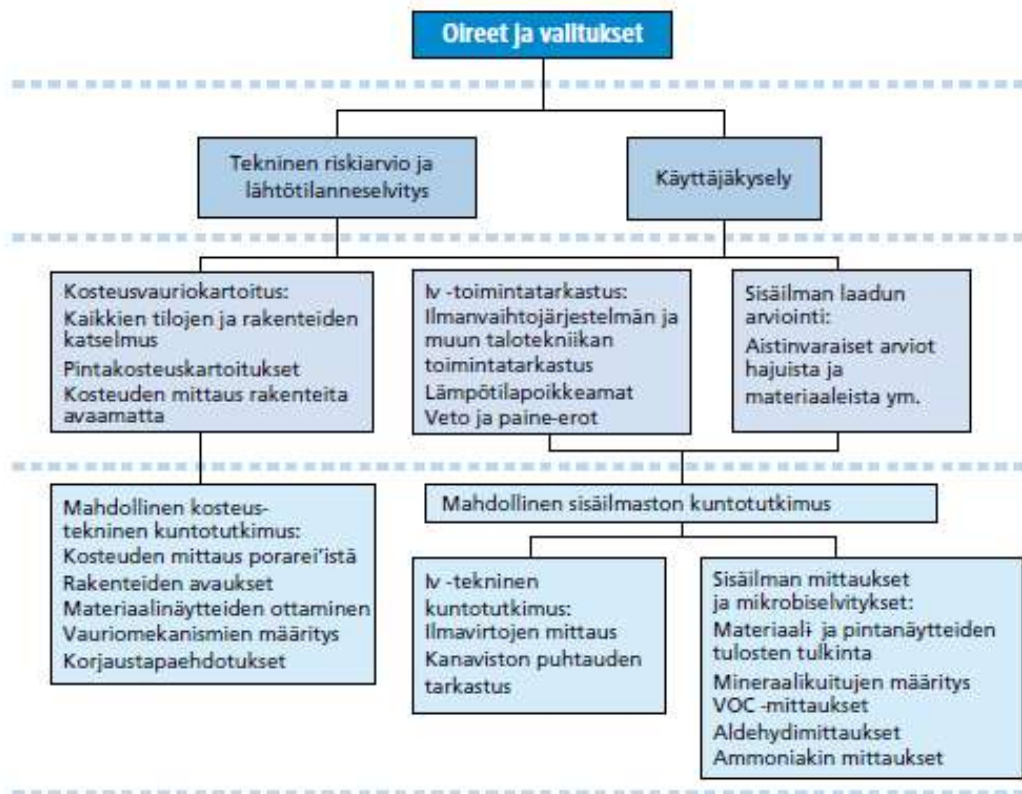 Oireet ja valitukset
Tekninen riskiarvio ja
lähtötilanneselvitys
Käyttäjäkysely
Kosteusvauriokartoitus:
Kaikkien tilojen ja rakenteiden
katselmus
Pintakosteuskartoitukset
Kosteuden mittaus rakenteita
avaamatta
Iv -toimintatarkastus:
Ilmanvaihtojärjestelmän ja
muun talotekniikan
toimintatarkastus
Lämpötilapoikkeamat
Veto ja paine-erot
Sisäilman laadun
arviointi:
Aistinvaraiset arviot
hajuista ja
materiaaleista ym.
Mahdollinen kosteus-
tekninen kuntotutkimus:
Kosteuden mittaus porarei'istä
Rakenteiden avaukset
Materiaalinäytteiden ottaminen
Vauriomekanismien määritys
Korjaustapaehdotukset
Mahdollinen sisäilmaston kuntotutkimus
Iv -tekninen
kuntotutkimus:
Ilmavirtojen mittaus
Kanaviston puhtauden
tarkastus
Sisäilman mittaukset
ja mikrobiselvitykset:
Materiaali- ja pintanäytteiden
tulosten tulkinta
Mineraalikuitujen määritys
VOC -mittaukset
Aldehydimittaukset
Ammoniakin mittaukset